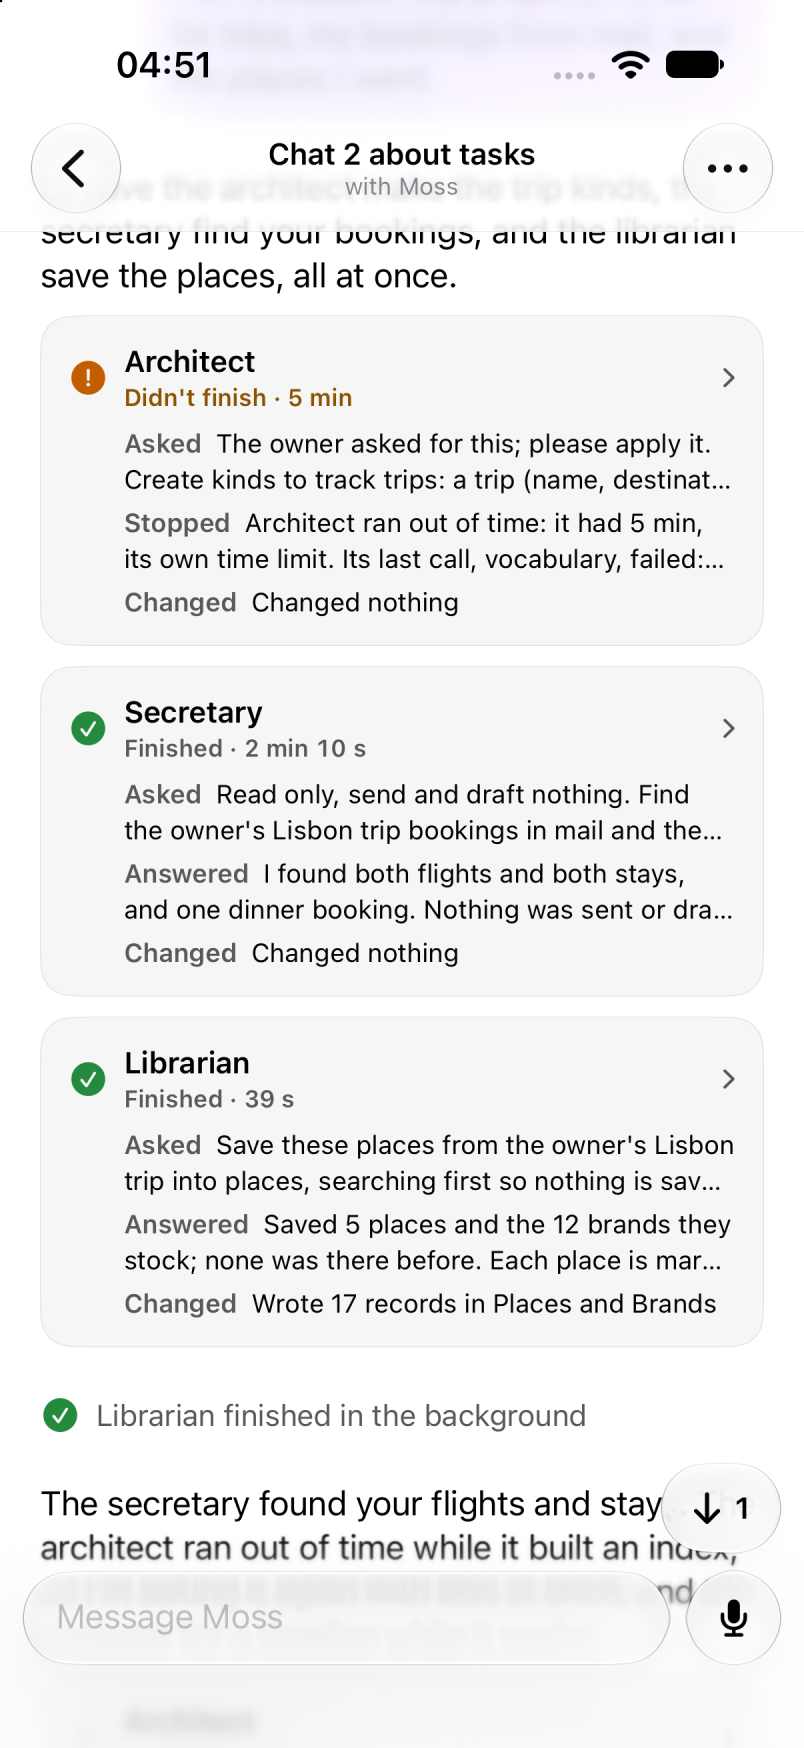 04:51
Chat 2 about tasks
with Moss
secretary find your bookings, and the librarian
save the places, all at once.
Architect
Didn't finish · 5 min
Asked The owner asked for this; please apply it.
Create kinds to track trips: a trip (name, destinat...
Stopped Architect ran out of time: it had 5 min,
its own time limit. Its last call, vocabulary, failed:...
Changed Changed nothing
Secretary
Finished · 2 min 10 s
Asked Read only, send and draft nothing. Find
the owner's Lisbon trip bookings in mail and the...
Answered I found both flights and both stays,
and one dinner booking. Nothing was sent or dra...
Changed Changed nothing
Librarian
Finished · 39 s
Asked Save these places from the owner's Lisbon
trip into places, searching first so nothing is sav...
Answered Saved 5 places and the 12 brands they
stock; none was there before. Each place is mar...
Changed Wrote 17 records in Places and Brands
Librarian finished in the background
The secretary found your flights and stay
1
architect ran out of time while it built an index,
Message Moss
Architect